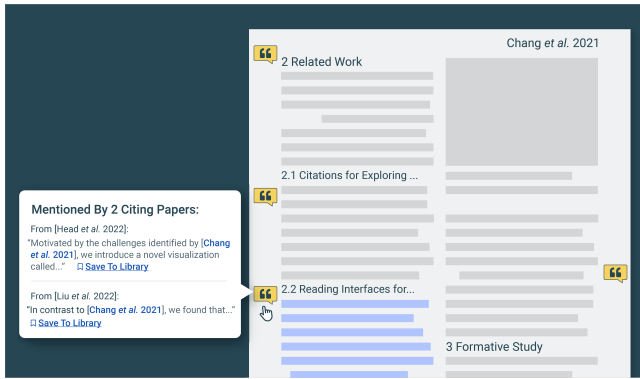 Chang et al. 2021
2 Related Work
2.1 Citations for Exploring ...
2.2 Reading Interfaces for...
3 Formative Study
Mentioned By 2 Citing Papers:
From [Head et al. 2022]:
“Motivated by the challenges identified by [Chang
et al. 2021], we introduce a novel visualization
called...” Save To Library
From [Liu et al. 2022]:
“In contrast to [Chang et al. 2021], we found that...”
Save To Library